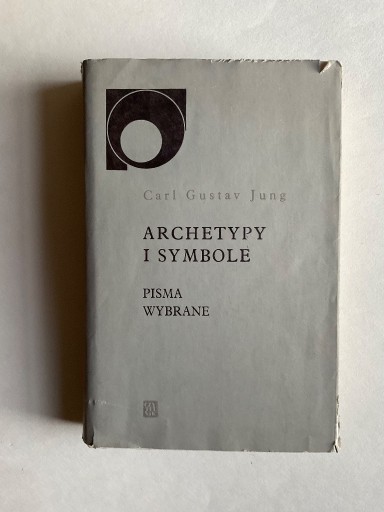 Carl Gustav Jung
ARCHETYPY
I SYMBOLE
PISMA
WYBRANE